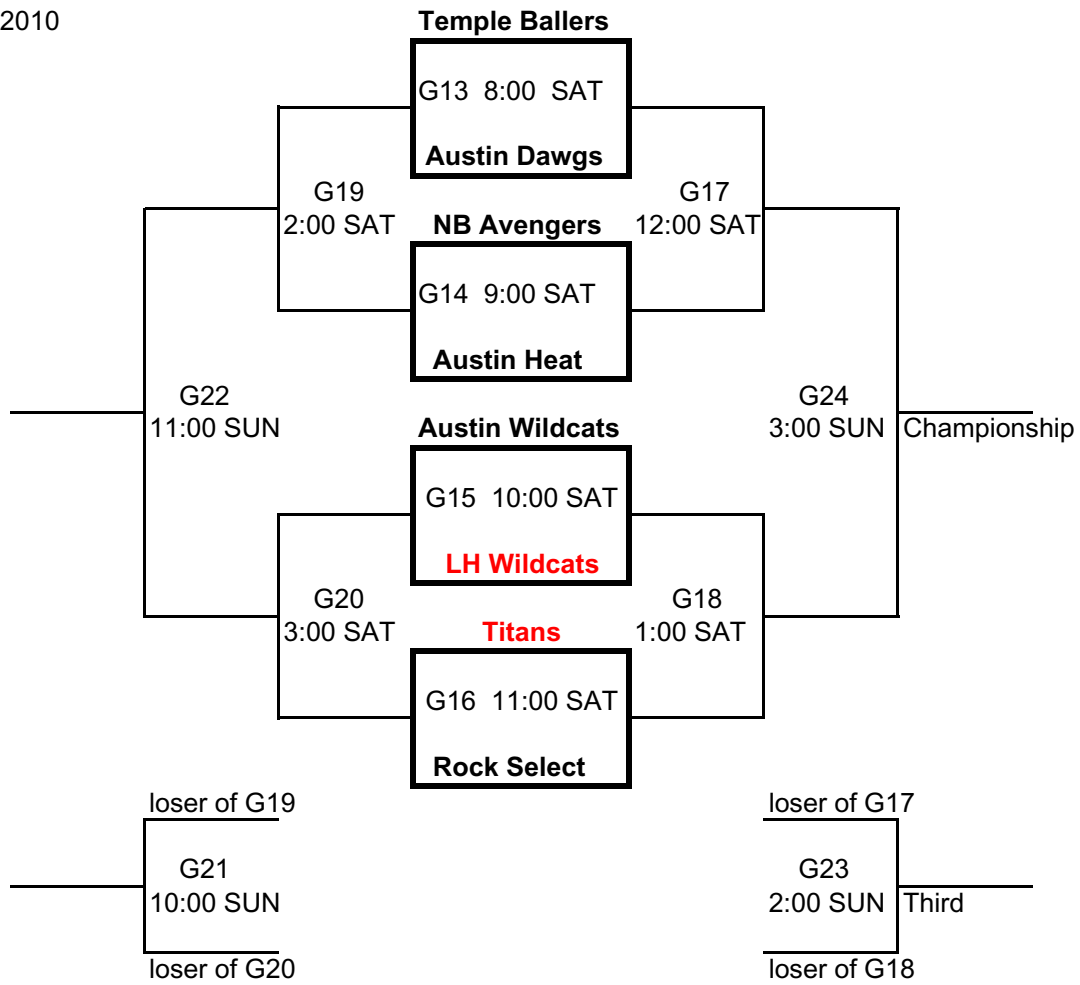 2010
Temple Ballers
G13 8:00 SAT
Austin Dawgs
G19
2:00 SAT
G17
12:00 SAT
NB Avengers
G14 9:00 SAT
Austin Heat
G22
11:00 SUN
G24
3:00 SUN
Championship
Austin Wildcats
G15 10:00 SAT
LH Wildcats
G20
3:00 SAT
G18
1:00 SAT
Titans
G16 11:00 SAT
Rock Select
loser of G19
G21
10:00 SUN
loser of G20
loser of G17
G23
2:00 SUN
Third
loser of G18